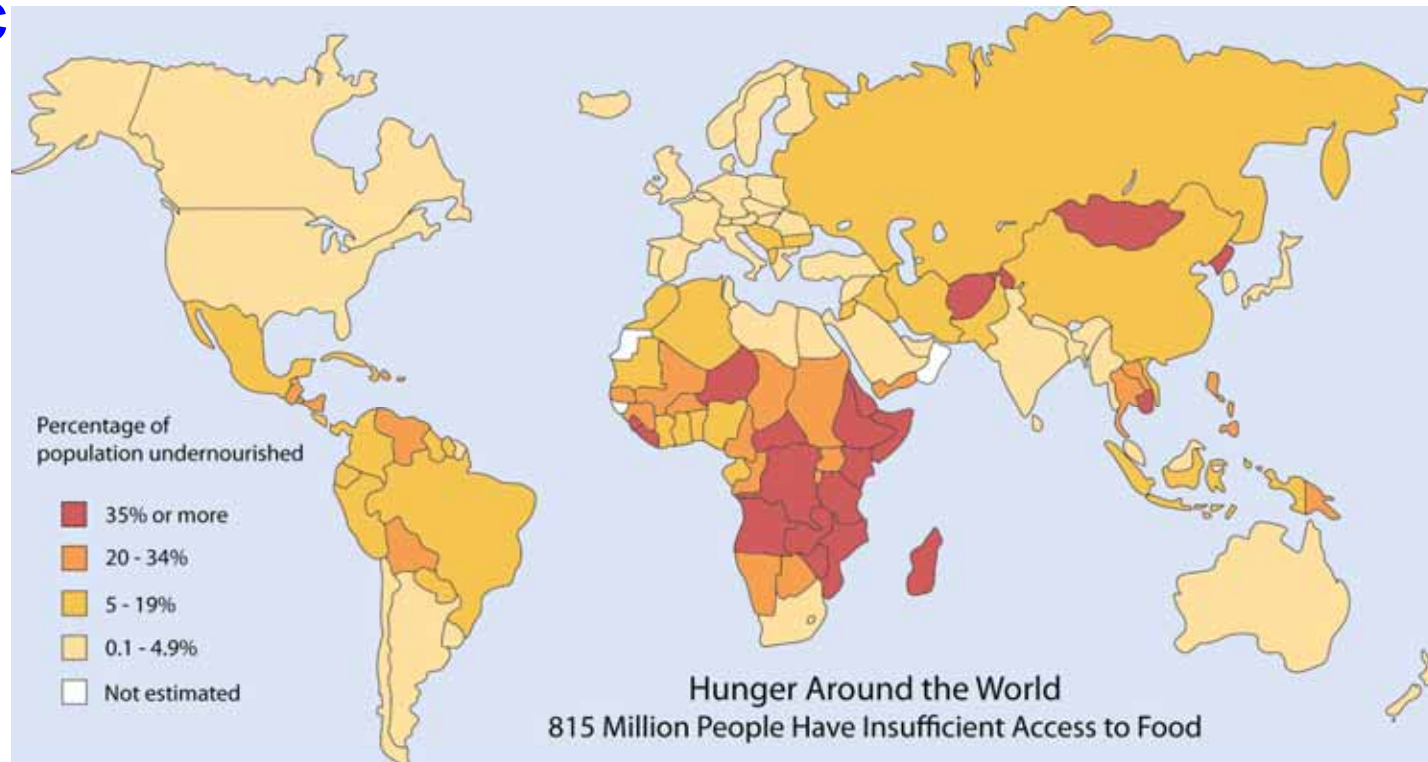 C
Percentage of
population undernourished
35% or more
20 - 34%
5 - 19%
0.1 - 4.9%
Not estimated
Hunger Around the World
815 Million People Have Insufficient Access to Food